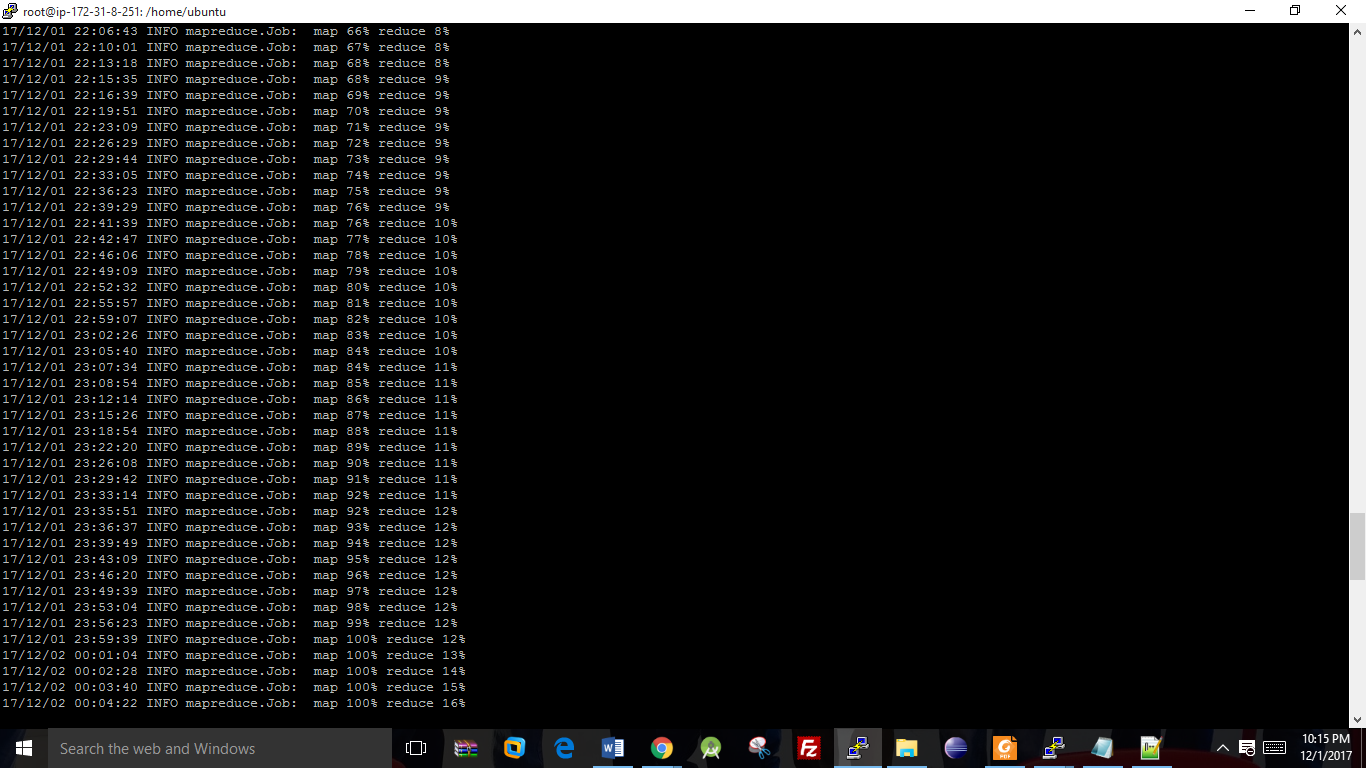 root@ip-172-31-8-251: /home/ubuntu
17/12/01 22:06:43 INFO mapreduce.Job:  map 66% reduce 8%
17/12/01 22:10:01 INFO mapreduce.Job:  map 67% reduce 8%
17/12/01 22:13:18 INFO mapreduce.Job:  map 68% reduce 8%
17/12/01 22:15:35 INFO mapreduce.Job:  map 68% reduce 9%
17/12/01 22:16:39 INFO mapreduce.Job:  map 69% reduce 9%
17/12/01 22:19:51 INFO mapreduce.Job:  map 70% reduce 9%
17/12/01 22:23:09 INFO mapreduce.Job:  map 71% reduce 9%
17/12/01 22:26:29 INFO mapreduce.Job:  map 72% reduce 9%
17/12/01 22:29:44 INFO mapreduce.Job:  map 73% reduce 9%
17/12/01 22:33:05 INFO mapreduce.Job:  map 74% reduce 9%
17/12/01 22:36:23 INFO mapreduce.Job:  map 75% reduce 9%
17/12/01 22:39:29 INFO mapreduce.Job:  map 76% reduce 9%
17/12/01 22:41:39 INFO mapreduce.Job:  map 76% reduce 10%
17/12/01 22:42:47 INFO mapreduce.Job:  map 77% reduce 10%
17/12/01 22:46:06 INFO mapreduce.Job:  map 78% reduce 10%
17/12/01 22:49:09 INFO mapreduce.Job:  map 79% reduce 10%
17/12/01 22:52:32 INFO mapreduce.Job:  map 80% reduce 10%
17/12/01 22:55:57 INFO mapreduce.Job:  map 81% reduce 10%
17/12/01 22:59:07 INFO mapreduce.Job:  map 82% reduce 10%
17/12/01 23:02:26 INFO mapreduce.Job:  map 83% reduce 10%
17/12/01 23:05:40 INFO mapreduce.Job:  map 84% reduce 10%
17/12/01 23:07:34 INFO mapreduce.Job:  map 84% reduce 11%
17/12/01 23:08:54 INFO mapreduce.Job:  map 85% reduce 11%
17/12/01 23:12:14 INFO mapreduce.Job:  map 86% reduce 11%
17/12/01 23:15:26 INFO mapreduce.Job:  map 87% reduce 11%
17/12/01 23:18:54 INFO mapreduce.Job:  map 88% reduce 11%
17/12/01 23:22:20 INFO mapreduce.Job:  map 89% reduce 11%
17/12/01 23:26:08 INFO mapreduce.Job:  map 90% reduce 11%
17/12/01 23:29:42 INFO mapreduce.Job:  map 91% reduce 11%
17/12/01 23:33:14 INFO mapreduce.Job:  map 92% reduce 11%
17/12/01 23:35:51 INFO mapreduce.Job:  map 92% reduce 12%
17/12/01 23:36:37 INFO mapreduce.Job:  map 93% reduce 12%
17/12/01 23:39:49 INFO mapreduce.Job:  map 94% reduce 12%
17/12/01 23:43:09 INFO mapreduce.Job:  map 95% reduce 12%
17/12/01 23:46:20 INFO mapreduce.Job:  map 96% reduce 12%
17/12/01 23:49:39 INFO mapreduce.Job:  map 97% reduce 12%
17/12/01 23:53:04 INFO mapreduce.Job:  map 98% reduce 12%
17/12/01 23:56:23 INFO mapreduce.Job:  map 99% reduce 12%
17/12/01 23:59:39 INFO mapreduce.Job:  map 100% reduce 12%
17/12/02 00:01:04 INFO mapreduce.Job:  map 100% reduce 13%
17/12/02 00:02:28 INFO mapreduce.Job:  map 100% reduce 14%
17/12/02 00:03:40 INFO mapreduce.Job:  map 100% reduce 15%
17/12/02 00:04:22 INFO mapreduce.Job:  map 100% reduce 16%
Search the web and Windows
10:15 PM
12/1/2017